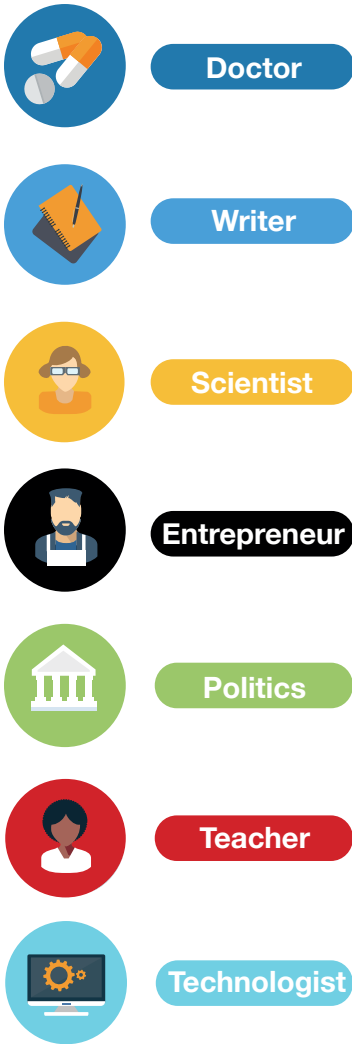 Doctor
Writer
Scientist
Entrepreneur
Politics
Teacher
Technologist